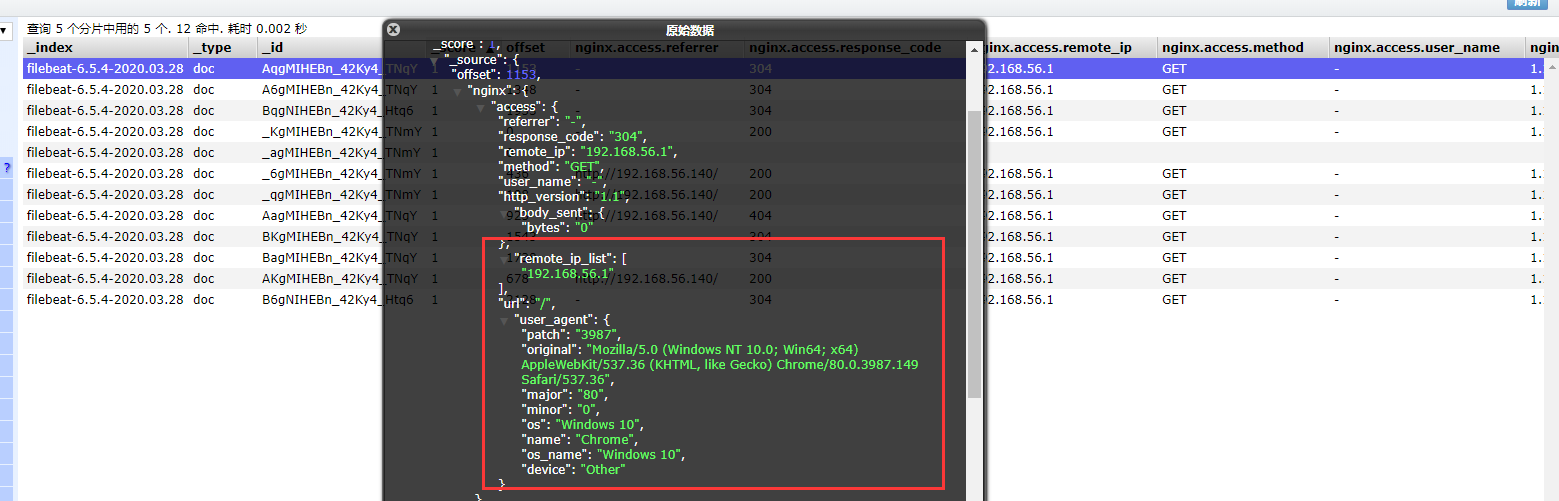 刷新
查询 5 个分片中用的 5 个. 12 命中. 耗时 0.002 秒
原始数据
_index _type _id offset nginx.access.referrer nginx.access.response_code nginx.access.remote_ip nginx.access.method nginx.access.user_name
filebeat-6.5.4-2020.03.28 doc AqgMIHEBn_42Ky4_TNqY 1 1153 - 304 192.168.56.1 GET - 1.
filebeat-6.5.4-2020.03.28 doc A6gMIHEBn_42Ky4_TNqY 1 - 304 192.168.56.1 GET - 1.
filebeat-6.5.4-2020.03.28 doc BqgNIHEBn_42Ky4_Htq6 1 - 304 192.168.56.1 GET - 1.
filebeat-6.5.4-2020.03.28 doc _KgMIHEBn_42Ky4_TNmY 1 0 - 200 192.168.56.1 GET - 1.
filebeat-6.5.4-2020.03.28 doc _agMIHEBn_42Ky4_TNmY 1
?
filebeat-6.5.4-2020.03.28 doc _6gMIHEBn_42Ky4_TNmY 1 http://192.168.56.140/ 200 192.168.56.1 GET - 1.
filebeat-6.5.4-2020.03.28 doc _qgMIHEBn_42Ky4_TNmY 1 http://192.168.56.140/ 200 192.168.56.1 GET - 1.
filebeat-6.5.4-2020.03.28 doc AagMIHEBn_42Ky4_TNqY 1 http://192.168.56.140/ 404 192.168.56.1 GET - 1.
filebeat-6.5.4-2020.03.28 doc BKgMIHEBn_42Ky4_TNqY 1 304 192.168.56.1 GET - 1.
filebeat-6.5.4-2020.03.28 doc BagMIHEBn_42Ky4_TNqY 1 304 192.168.56.1 GET - 1.
filebeat-6.5.4-2020.03.28 doc AKgMIHEBn_42Ky4_TNqY 1 678 http://192.168.56.140/ 200 192.168.56.1 GET - 1.
filebeat-6.5.4-2020.03.28 doc B6gNIHEBn_42Ky4_Htq6 1 - 304 192.168.56.1 GET - 1.
_score": 1,
"_source": {
"offset": 1153,
"nginx": {
"access": {
"referrer": "-",
"response_code": "304",
"remote_ip": "192.168.56.1",
"method": "GET",
"user_name": "-",
"http_version": "1.1",
"body_sent": {
"bytes": "0"
},
"remote_ip_list": [
"192.168.56.1"
],
"url": "/",
"user_agent": {
"patch": "3987",
"original": "Mozilla/5.0 (Windows NT 10.0; Win64; x64)
AppleWebKit/537.36 (KHTML, like Gecko) Chrome/80.0.3987.149
Safari/537.36",
"major": "80",
"minor": "0",
"os": "Windows 10",
"name": "Chrome",
"os_name": "Windows 10",
"device": "Other"
}
}